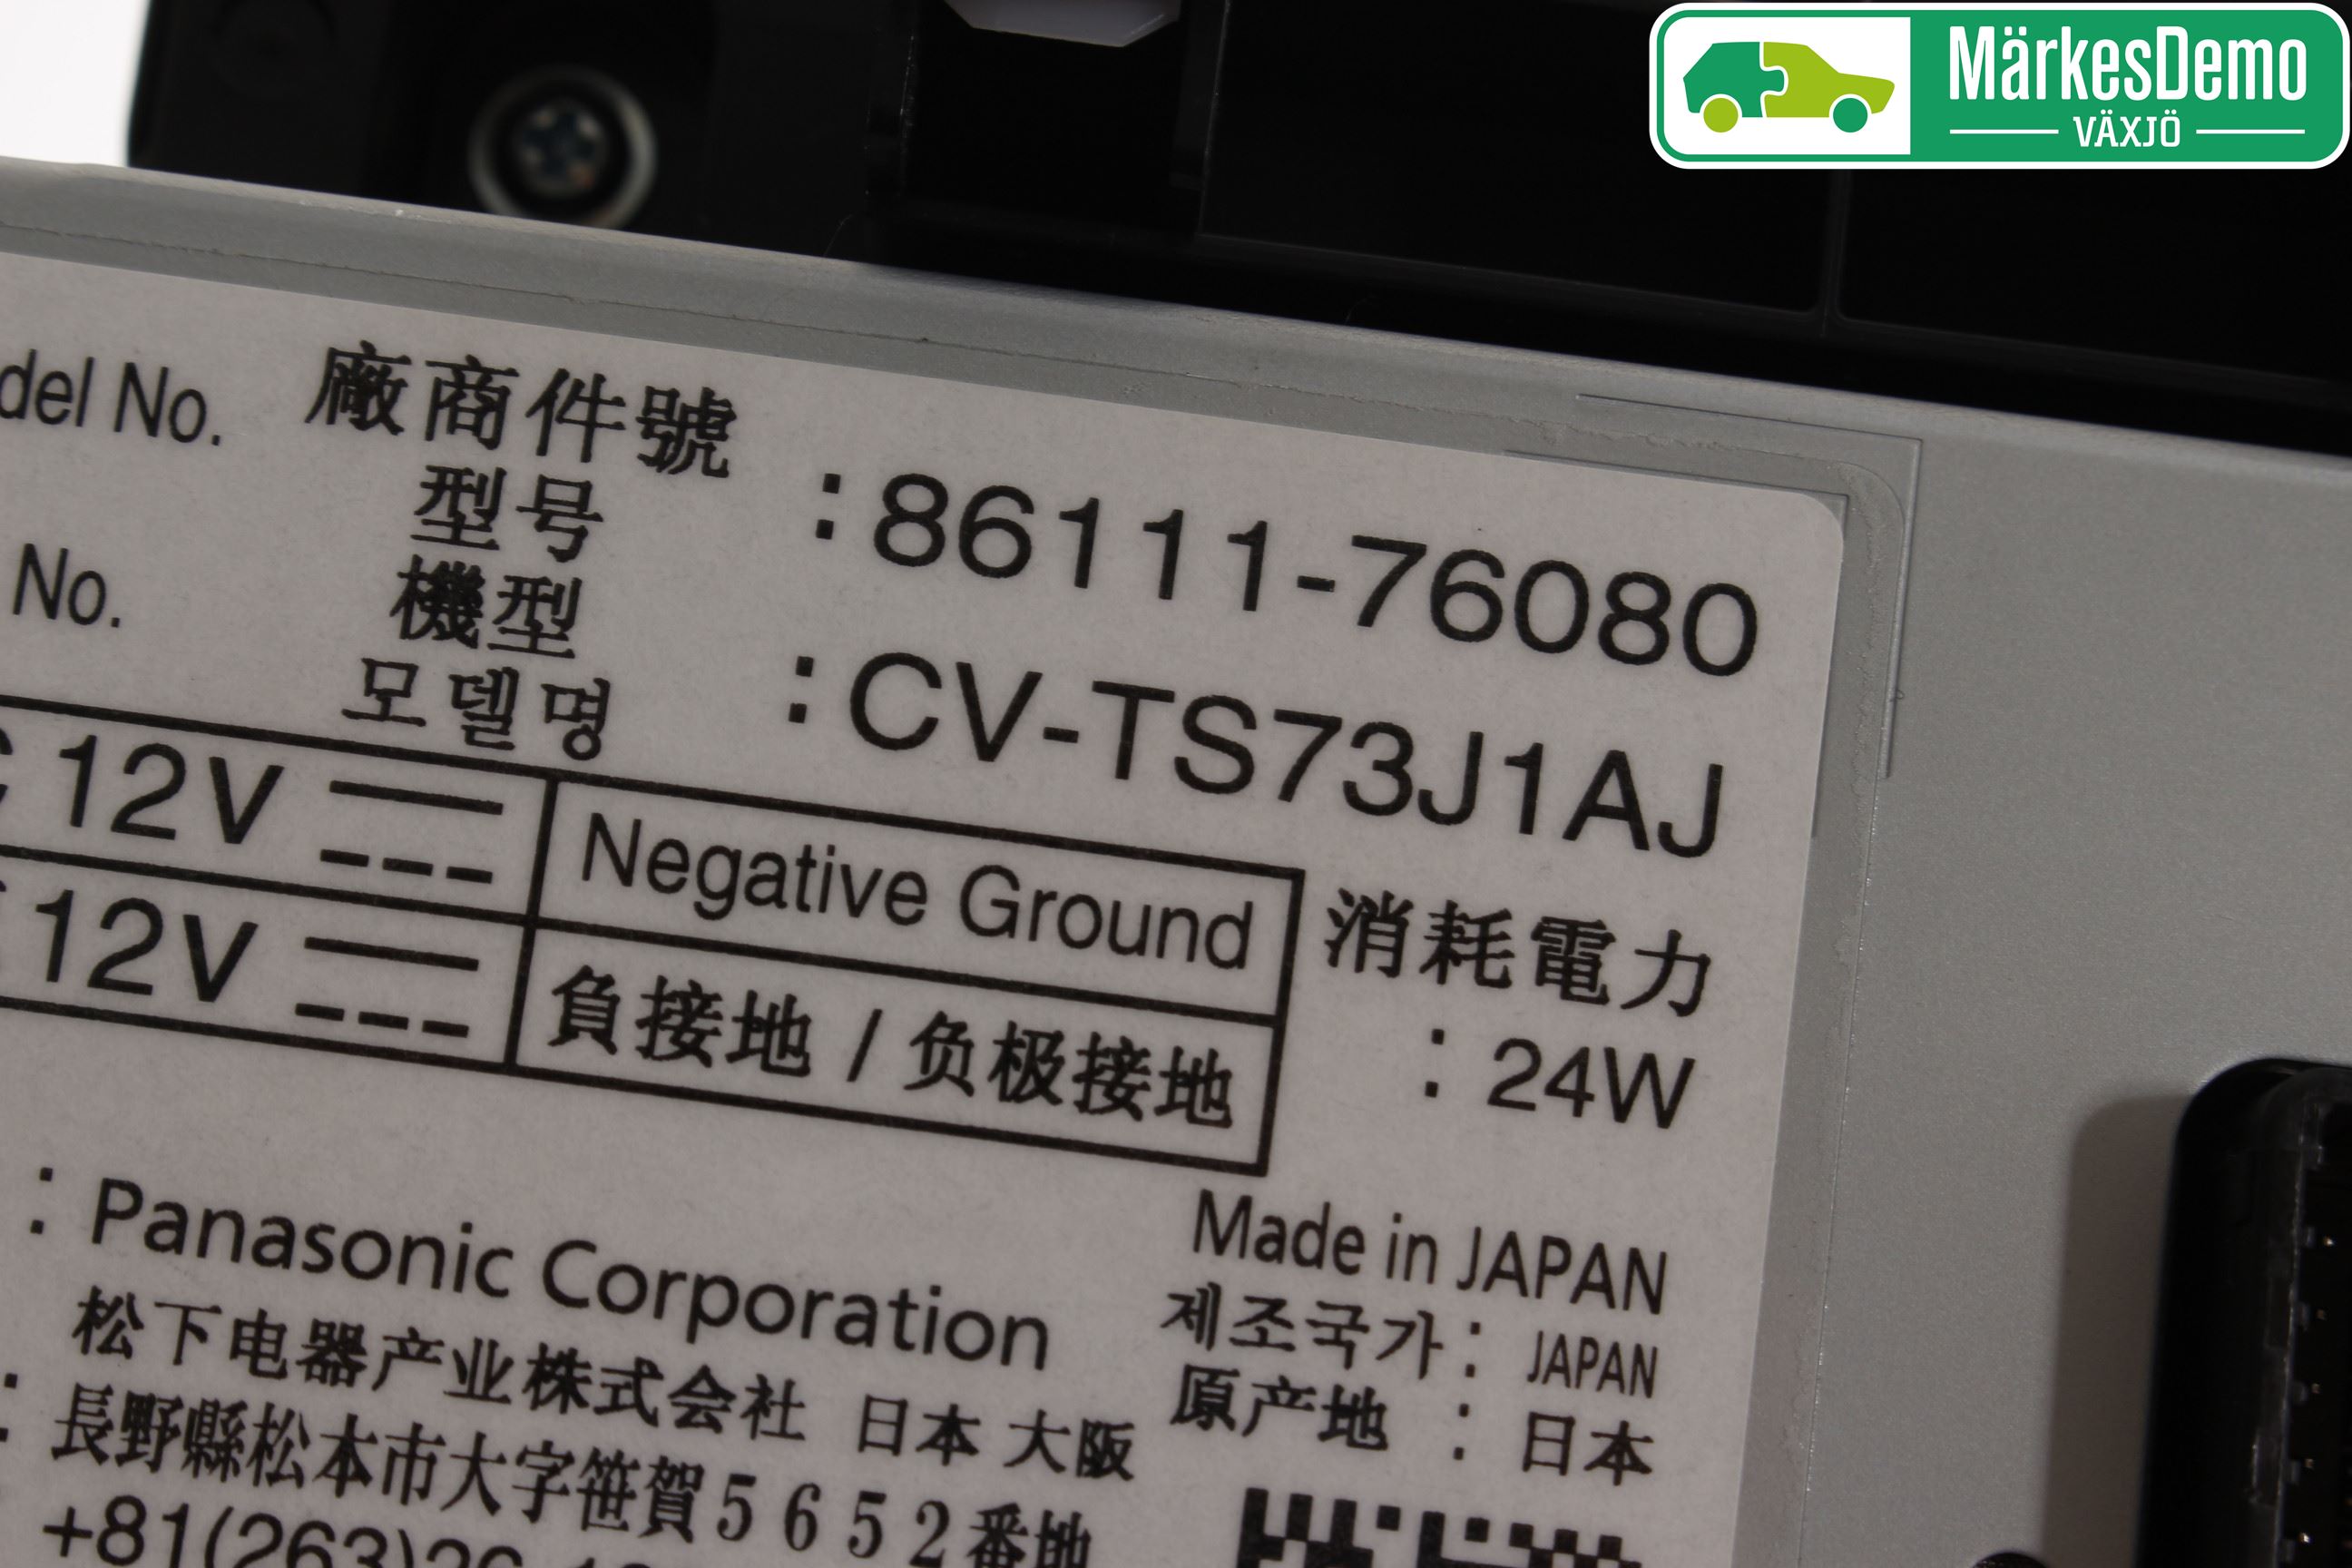 MärkesDemo
VÄXJÖ
No. 廠商件號 :86111-76080
型号
No. 機型 :CV-TS73J1AJ
모델명
12V Negative Ground 消耗電力
12V 負接地 / 负极接地 : 24W
: Panasonic Corporation Made in JAPAN
松下电器产业株式会社 日本 大阪 제조국가: JAPAN
長野縣松本市大字笹賀5652番地 原产地 : 日本
+81(263)